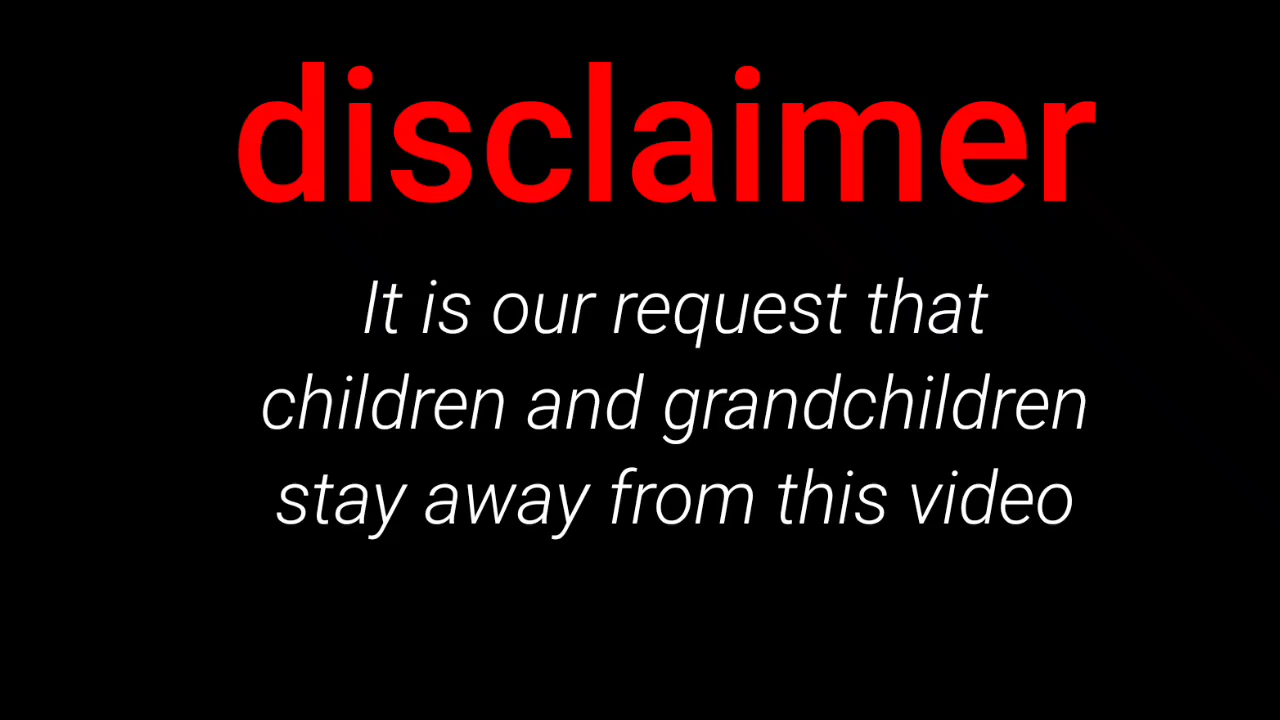 disclaimer
It is our request that
children and grandchildren
stay away from this video